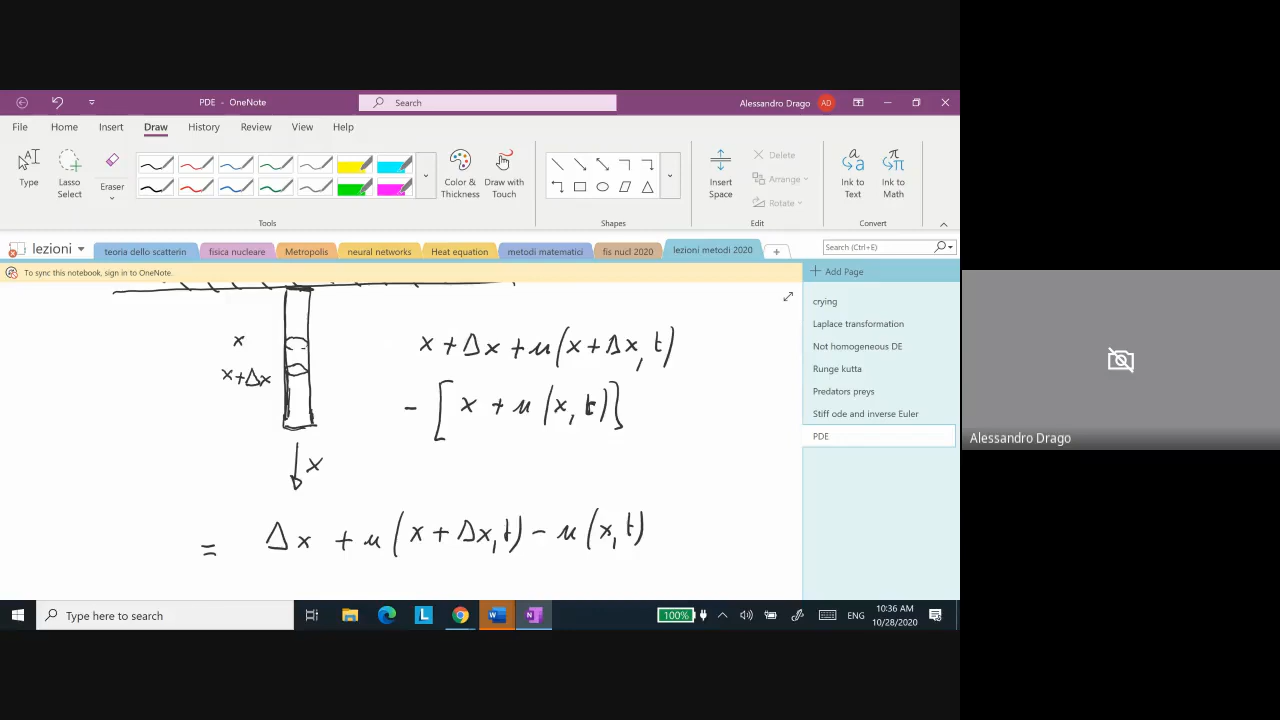 PDE - OneNote
Search
Alessandro Drago
AD
File Home Insert Draw History Review View Help
Type
Lasso Select
Eraser
Color & Thickness
Draw with Touch
Insert Space
Delete
Arrange
Rotate
Ink to Text
Ink to Math
Tools
Shapes
Edit
Convert
lezioni
teoria dello scatterin
fisica nucleare
Metropolis
neural networks
Heat equation
metodi matematici
fis nucl 2020
lezioni metodi 2020
Search (Ctrl+E)
To sync this notebook, sign in to OneNote.
Add Page
crying
Laplace transformation
Not homogeneous DE
Runge kutta
Predators preys
Stiff ode and inverse Euler
PDE
x
x+Δx
x
x + Δx + u(x + Δx, t)
- [x + u(x, t)]
= Δx + u(x + Δx, t) - u(x, t)
Alessandro Drago
Type here to search
L
100%
ENG
10:36 AM
10/28/2020